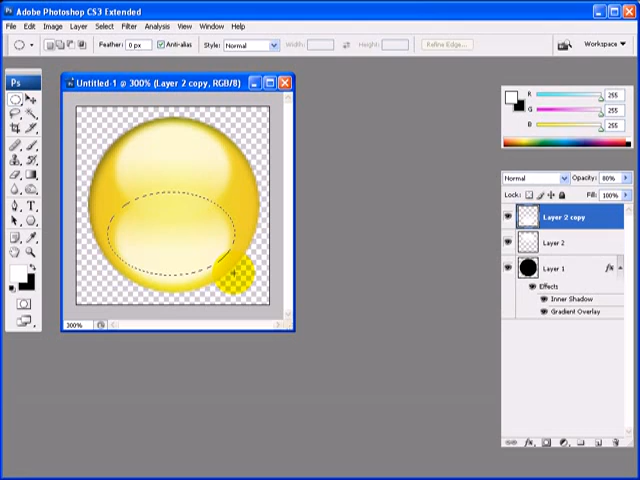 Adobe Photoshop CS3 Extended
File Edit Image Layer Select Filter Analysis View Window Help
Feather: 0 px Anti-alias Style: Normal Width: Height: Refine Edge... Workspace
Ps
Untitled-1 @ 300% (Layer 2 copy, RGB/8)
R 255
G 255
B 255
Normal Opacity: 80%
Lock: Fill: 100%
Layer 2 copy
Layer 2
Layer 1 fx
Effects
Inner Shadow
Gradient Overlay
300%